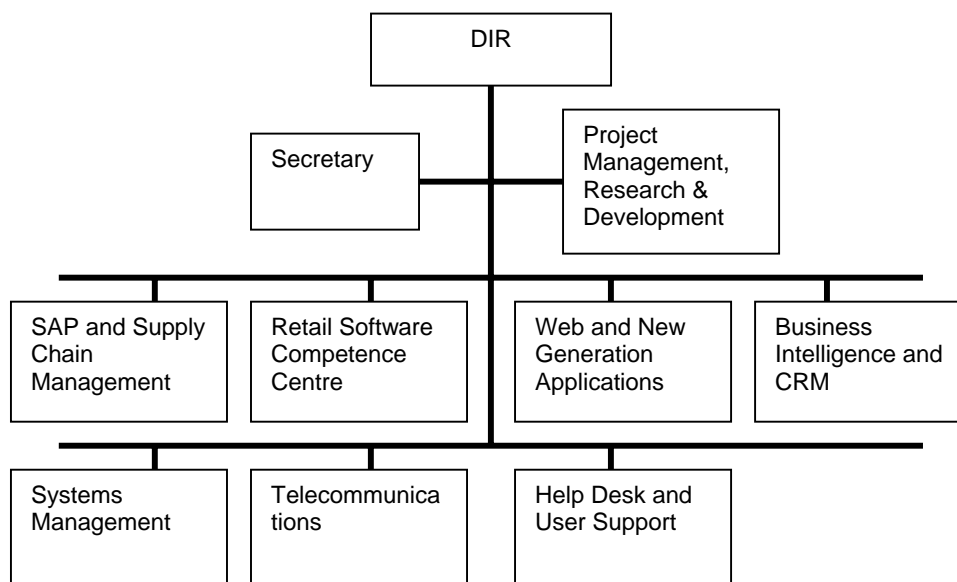 DIR
Secretary
Project
Management,
Research &
Development
SAP and Supply
Chain
Management
Retail Software
Competence
Centre
Web and New
Generation
Applications
Business
Intelligence and
CRM
Systems
Management
Telecommunica
tions
Help Desk and
User Support